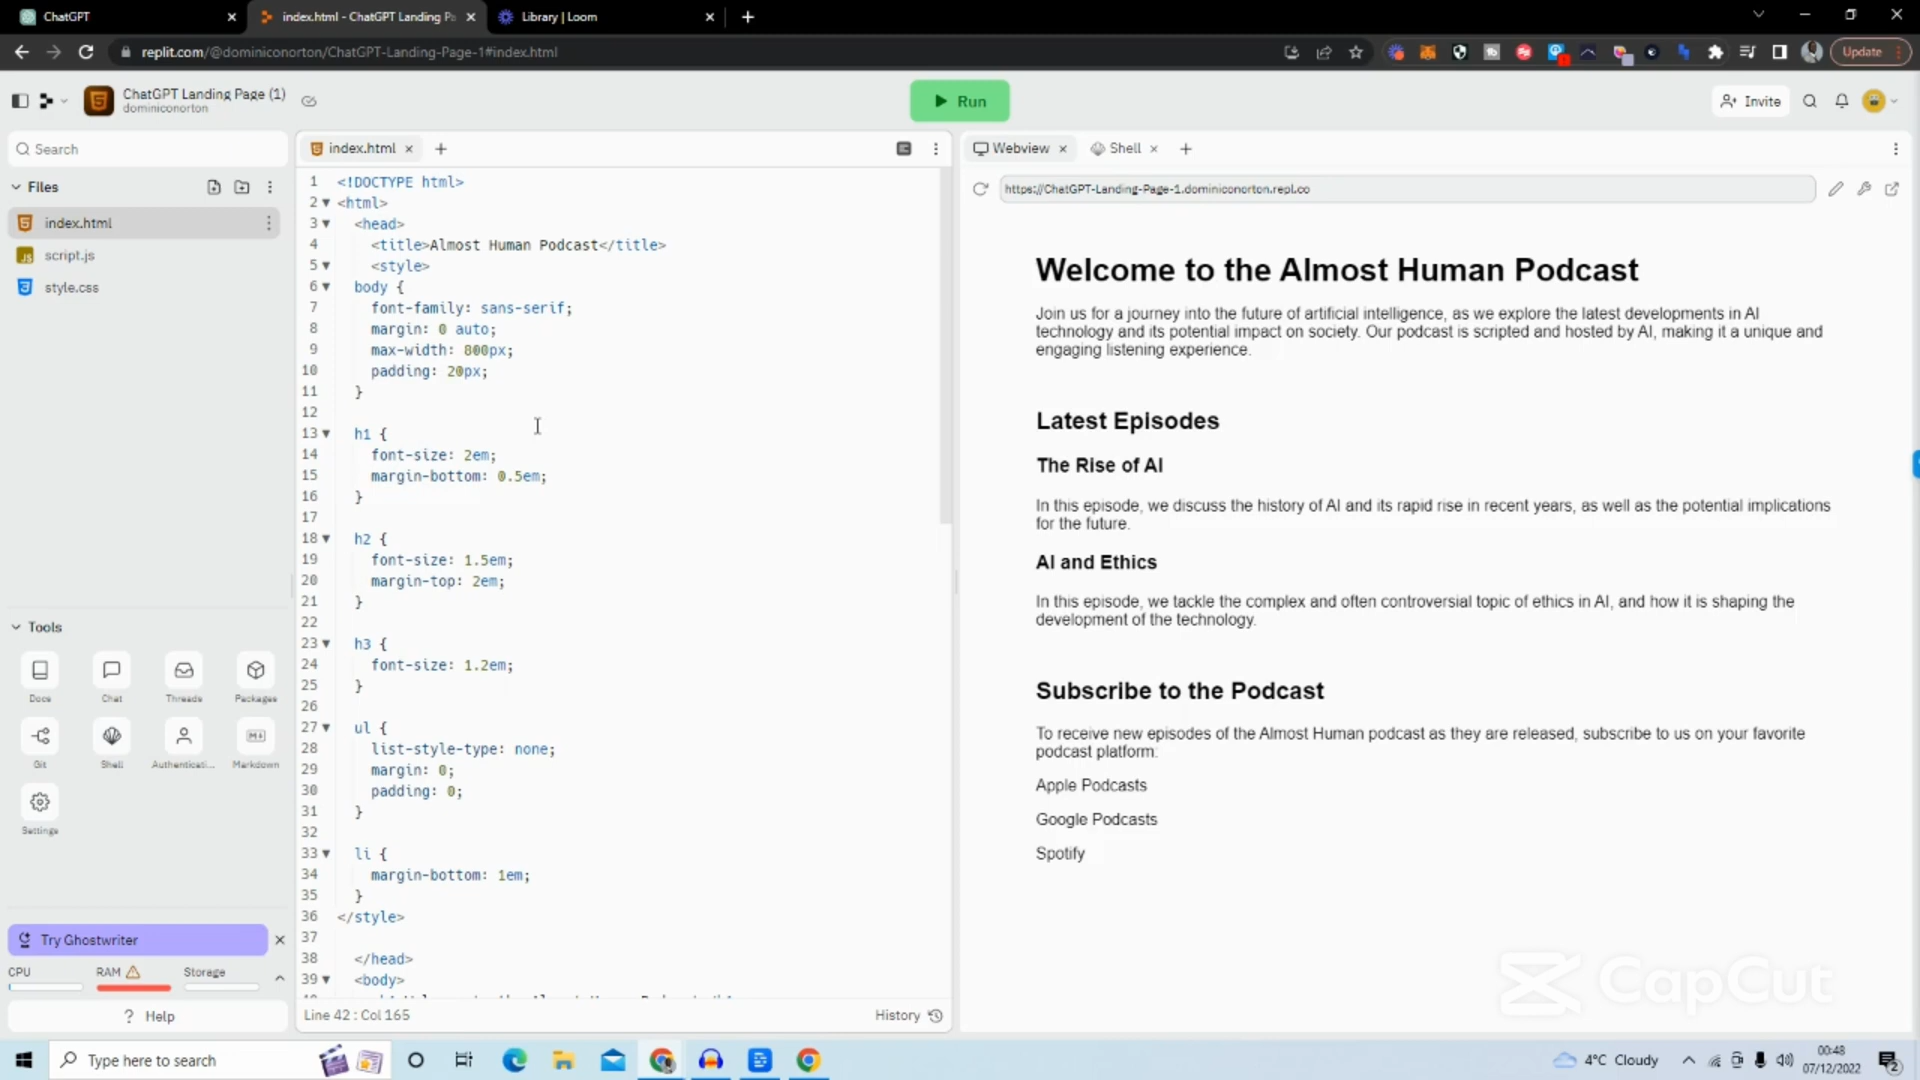 ChatGPT
index.html - ChatGPT Landing Pa
Library | Loom
replit.com/@dominiconorton/ChatGPT-Landing-Page-1#index.html
Update
ChatGPT Landing Page (1)
dominiconorton
Run
Invite
Search
Files
index.html
script.js
style.css
index.html
1 <!DOCTYPE html>
2 <html>
3 <head>
4 <title>Almost Human Podcast</title>
5 <style>
6 body {
7 font-family: sans-serif;
8 margin: 0 auto;
9 max-width: 800px;
10 padding: 20px;
11 }
12
13 h1 {
14 font-size: 2em;
15 margin-bottom: 0.5em;
16 }
17
18 h2 {
19 font-size: 1.5em;
20 margin-top: 2em;
21 }
22
23 h3 {
24 font-size: 1.2em;
25 }
26
27 ul {
28 list-style-type: none;
29 margin: 0;
30 padding: 0;
31 }
32
33 li {
34 margin-bottom: 1em;
35 }
36 </style>
37
38 </head>
39 <body>
Line 42 : Col 165
History
Webview
Shell
https://ChatGPT-Landing-Page-1.dominiconorton.repl.co
Welcome to the Almost Human Podcast
Join us for a journey into the future of artificial intelligence, as we explore the latest developments in AI
technology and its potential impact on society. Our podcast is scripted and hosted by AI, making it a unique and
engaging listening experience.
Latest Episodes
The Rise of AI
In this episode, we discuss the history of AI and its rapid rise in recent years, as well as the potential implications
for the future.
AI and Ethics
In this episode, we tackle the complex and often controversial topic of ethics in AI, and how it is shaping the
development of the technology.
Subscribe to the Podcast
To receive new episodes of the Almost Human podcast as they are released, subscribe to us on your favorite
podcast platform:
Apple Podcasts
Google Podcasts
Spotify
Tools
Docs
Chat
Threads
Packages
Git
Shell
Authenticati...
Markdown
Settings
Try Ghostwriter
CPU
RAM
Storage
Help
CapCut
Type here to search
4°C Cloudy
00:48
07/12/2022
2